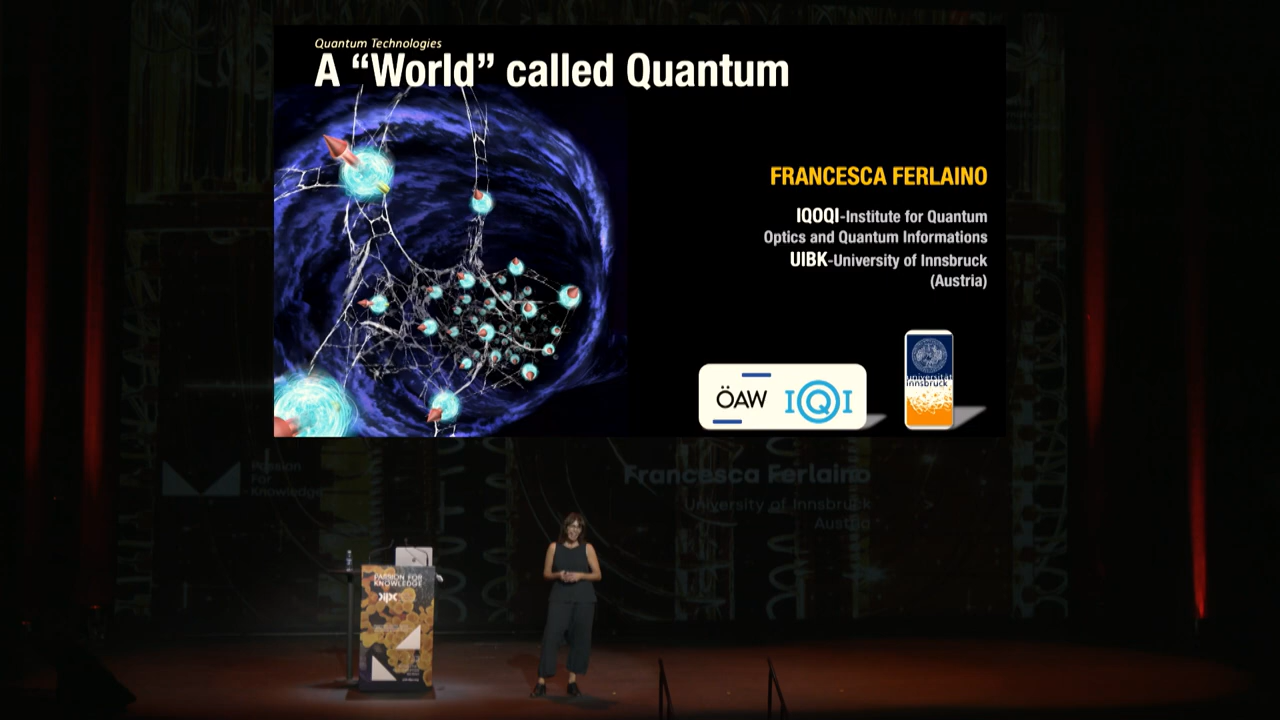 Quantum Technologies
A “World” called Quantum
FRANCESCA FERLAINO
IQOQI-Institute for Quantum
Optics and Quantum Informations
UIBK-University of Innsbruck
(Austria)
ÖAW IQI
universität
innsbruck
Passion
For
Knowledge
Francesca Ferlaino
University of Innsbruck
Austria
PASSION FOR
KNOWLEDGE
dipc